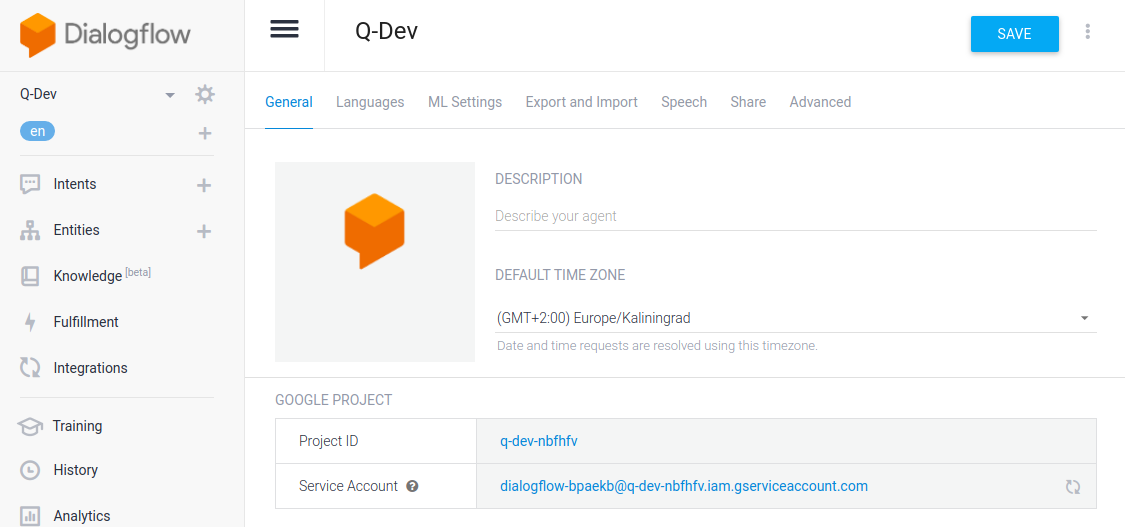 Dialogflow
Q-Dev
SAVE
Q-Dev
en
General Languages ML Settings Export and Import Speech Share Advanced
Intents
Entities
Knowledge [beta]
Fulfillment
Integrations
Training
History
Analytics
DESCRIPTION
Describe your agent
DEFAULT TIME ZONE
(GMT+2:00) Europe/Kaliningrad
Date and time requests are resolved using this timezone.
GOOGLE PROJECT
Project ID q-dev-nbfhfv
Service Account ? dialogflow-bpaekb@q-dev-nbfhfv.iam.gserviceaccount.com